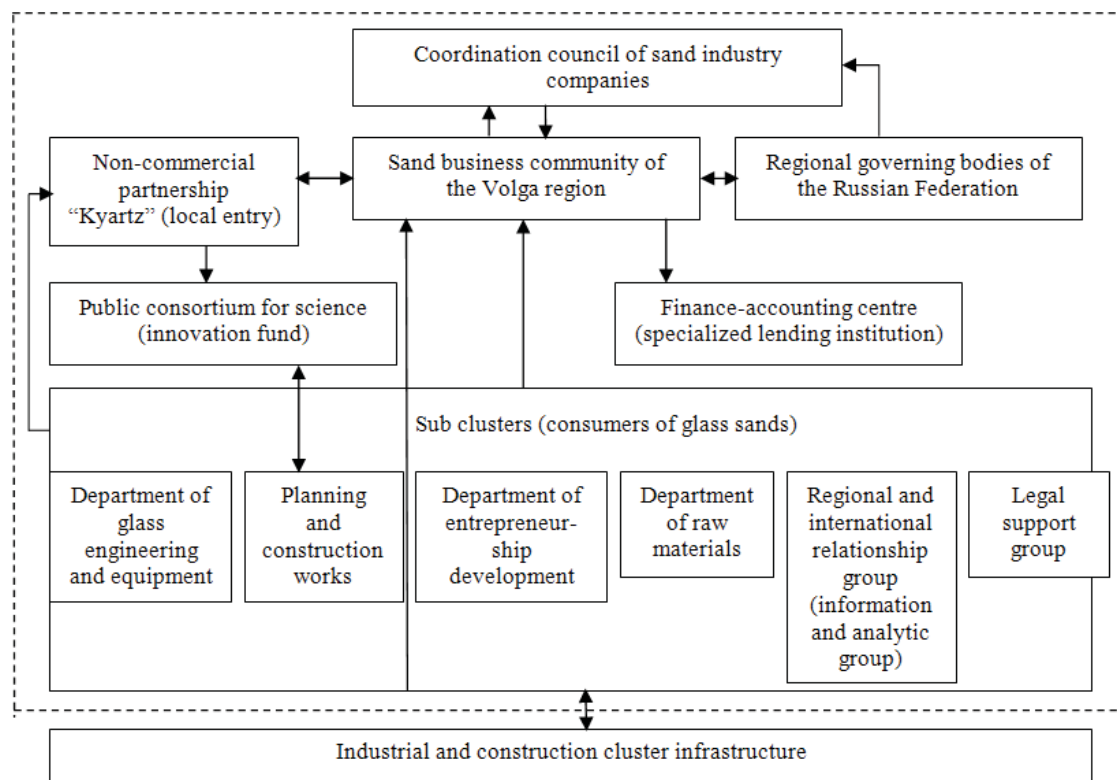 Coordination council of sand industry
companies
Non-commercial
partnership
“Kyartz” (local entry)
Sand business community of
the Volga region
Regional governing bodies of
the Russian Federation
Public consortium for science
(innovation fund)
Finance-accounting centre
(specialized lending institution)
Sub clusters (consumers of glass sands)
Department of
glass
engineering
and equipment
Planning
and
construction
works
Department of
entrepreneur-
ship
development
Department
of raw
materials
Regional and
international
relationship
group
(information
and analytic
group)
Legal
support
group
Industrial and construction cluster infrastructure